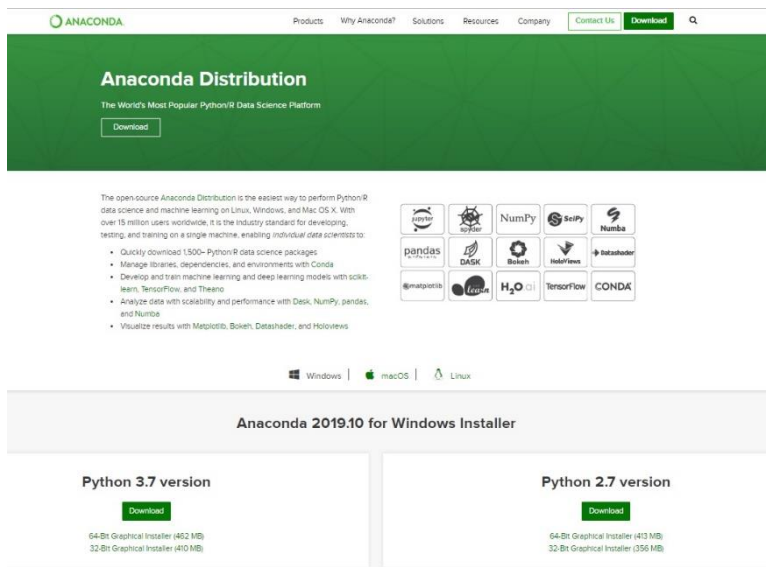 ANACONDA.
Products Why Anaconda? Solutions Resources Company Contact Us Download
Anaconda Distribution
The World's Most Popular Python/R Data Science Platform
Download
The open-source Anaconda Distribution is the easiest way to perform Python/R
data science and machine learning on Linux, Windows, and Mac OS X. With
over 15 million users worldwide, it is the industry standard for developing,
testing, and training on a single machine, enabling individual data scientists to:
• Quickly download 1,500+ Python/R data science packages
• Manage libraries, dependencies, and environments with Conda
• Develop and train machine learning and deep learning models with scikit-
learn, TensorFlow, and Theano
• Analyze data with scalability and performance with Dask, NumPy, pandas,
and Numba
• Visualize results with Matplotlib, Bokeh, Datashader, and Holoviews
jupyter spyder NumPy SciPy Numba
pandas DASK Bokeh HoloViews Datashader
matplotlib learn H2O.ai TensorFlow CONDA
Windows | macOS | Linux
Anaconda 2019.10 for Windows Installer
Python 3.7 version
Download
64-Bit Graphical Installer (462 MB)
32-Bit Graphical Installer (410 MB)
Python 2.7 version
Download
64-Bit Graphical Installer (413 MB)
32-Bit Graphical Installer (356 MB)